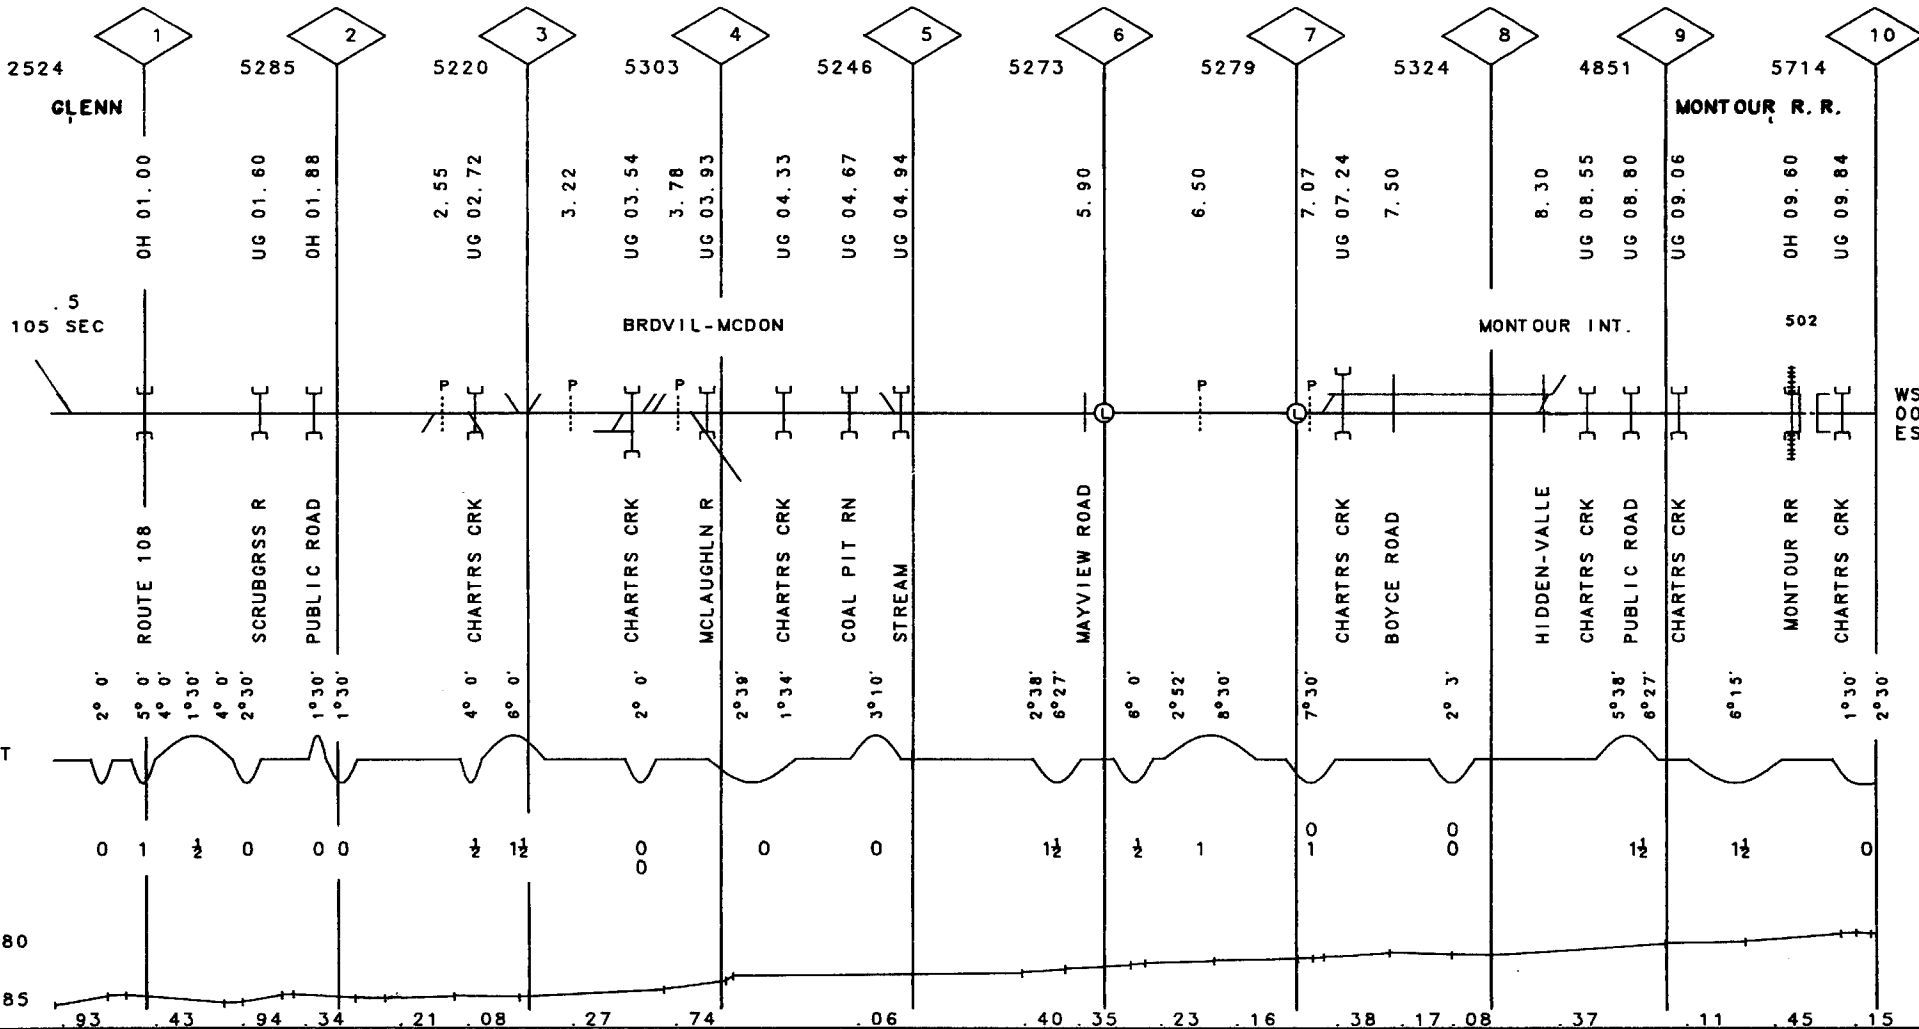 1 2 3 4 5 6 7 8 9 10
2524 5285 5220 5303 5246 5273 5279 5324 4851 5714
GLENN MONTOUR R.R.
OH 01.00
UG 01.60
OH 01.88
2.55
UG 02.72
3.22
UG 03.54
3.78
UG 03.93
UG 04.33
UG 04.67
UG 04.94
5.90
6.50
7.07
UG 07.24
7.50
8.30
UG 08.55
UG 08.80
UG 09.06
OH 09.60
UG 09.84
.5
105 SEC BRDVIL-MCDON MONTOUR INT. 502
P P P P P
L L
WS
00
ES
ROUTE 108
SCRUBGRSS R
PUBLIC ROAD
CHARTRS CRK
CHARTRS CRK
MCLAUGHLN R
CHARTRS CRK
COAL PIT RN
STREAM
MAYVIEW ROAD
CHARTRS CRK
BOYCE ROAD
HIDDEN-VALLE
CHARTRS CRK
PUBLIC ROAD
CHARTRS CRK
MONTOUR RR
CHARTRS CRK
2° 0'
5° 0'
4° 0'
1°30'
4° 0'
2°30'
1°30'
1°30'
4° 0'
6° 0'
2° 0'
2°39'
1°34'
3°10'
2°38'
6°27'
6° 0'
2°52'
8°30'
7°30'
2° 3'
5°38'
6°27'
6°15'
1°30'
2°30'
T
0 0
0 1 ½ 0 0 0 ½ 1½ 0 0 0 1½ ½ 1 1 0 1½ 1½ 0
0
80
85
.93 .43 .94 .34 .21 .08 .27 .74 .06 .40 .35 .23 .16 .38 .17 .08 .37 .11 .45 .15